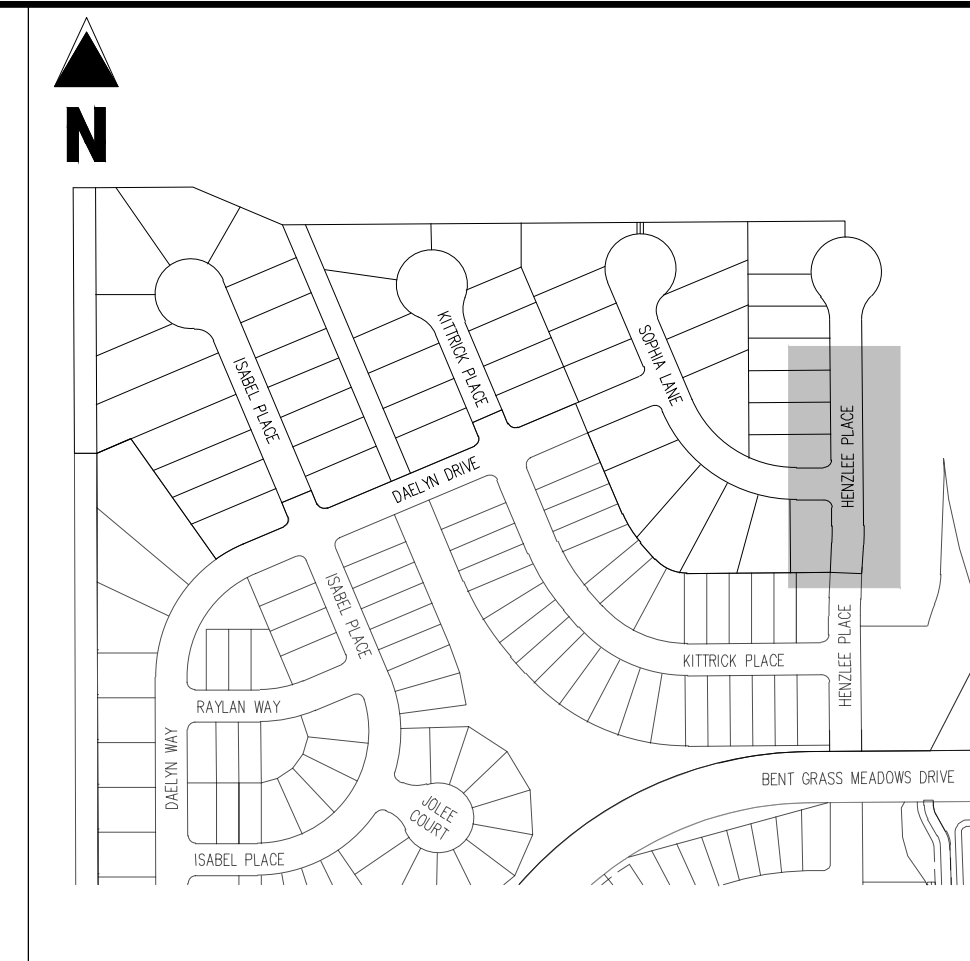 N
KITTRICK PLACE
SOPHIA LANE
ISABEL PLACE
HENZLEE PLACE
DAELYN DRIVE
ISABEL PLACE
HENZLEE PLACE
KITTRICK PLACE
RAYLAN WAY
DAELYN WAY
BENT GRASS MEADOWS DRIVE
JOLEE
COURT
ISABEL PLACE